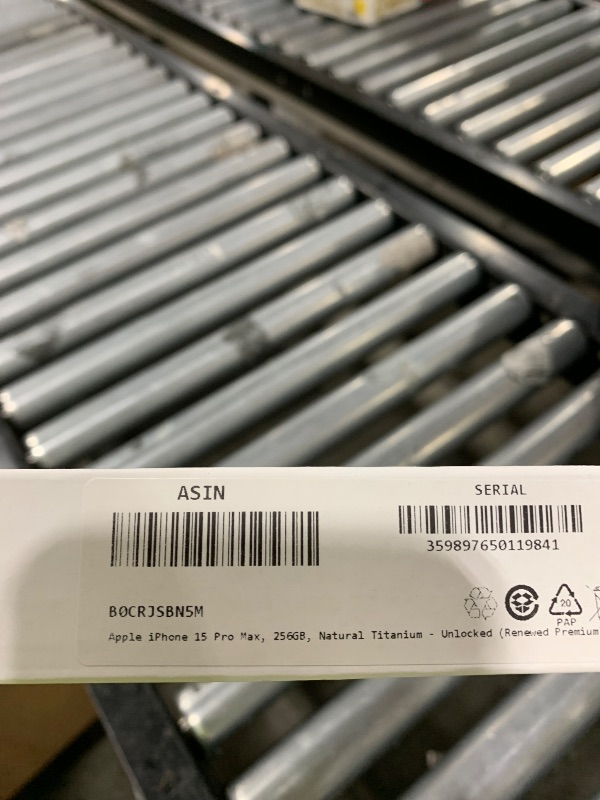 ASIN
SERIAL
359897650119841
B0CRJSBN5M
20
PAP
Apple iPhone 15 Pro Max, 256GB, Natural Titanium - Unlocked (Renewed Premium